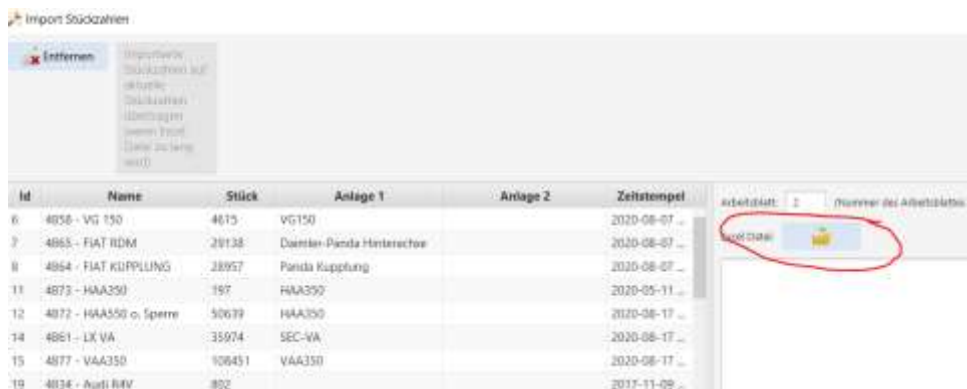 Import Stückzahlen
Entfernen
Importierte
Stückzahlen auf
aktuelle
Stückzahlen
übertragen
(wenn Excel
Datei zu lang
wird)
Id Name Stück Anlage 1 Anlage 2 Zeitstempel
6 4858 - VG 150 4615 VG150 2020-08-07 ...
7 4865 - FIAT RDM 29138 Daimler-Panda Hinterachse 2020-08-07 ...
8 4864 - FIAT KUPPLUNG 28957 Panda Kupplung 2020-08-07 ...
11 4873 - HAA350 197 HAA350 2020-05-11 ...
12 4872 - HAA550 o. Sperre 50639 HAA350 2020-08-17 ...
14 4861 - LX VA 35974 SEC-VA 2020-08-17 ...
15 4877 - VAA350 108451 VAA350 2020-08-17 ...
19 4834 - Audi R4V 802 2017-11-09 ...
Arbeitsblatt: 2 (Nummer des Arbeitsblattes
Excel Datei: